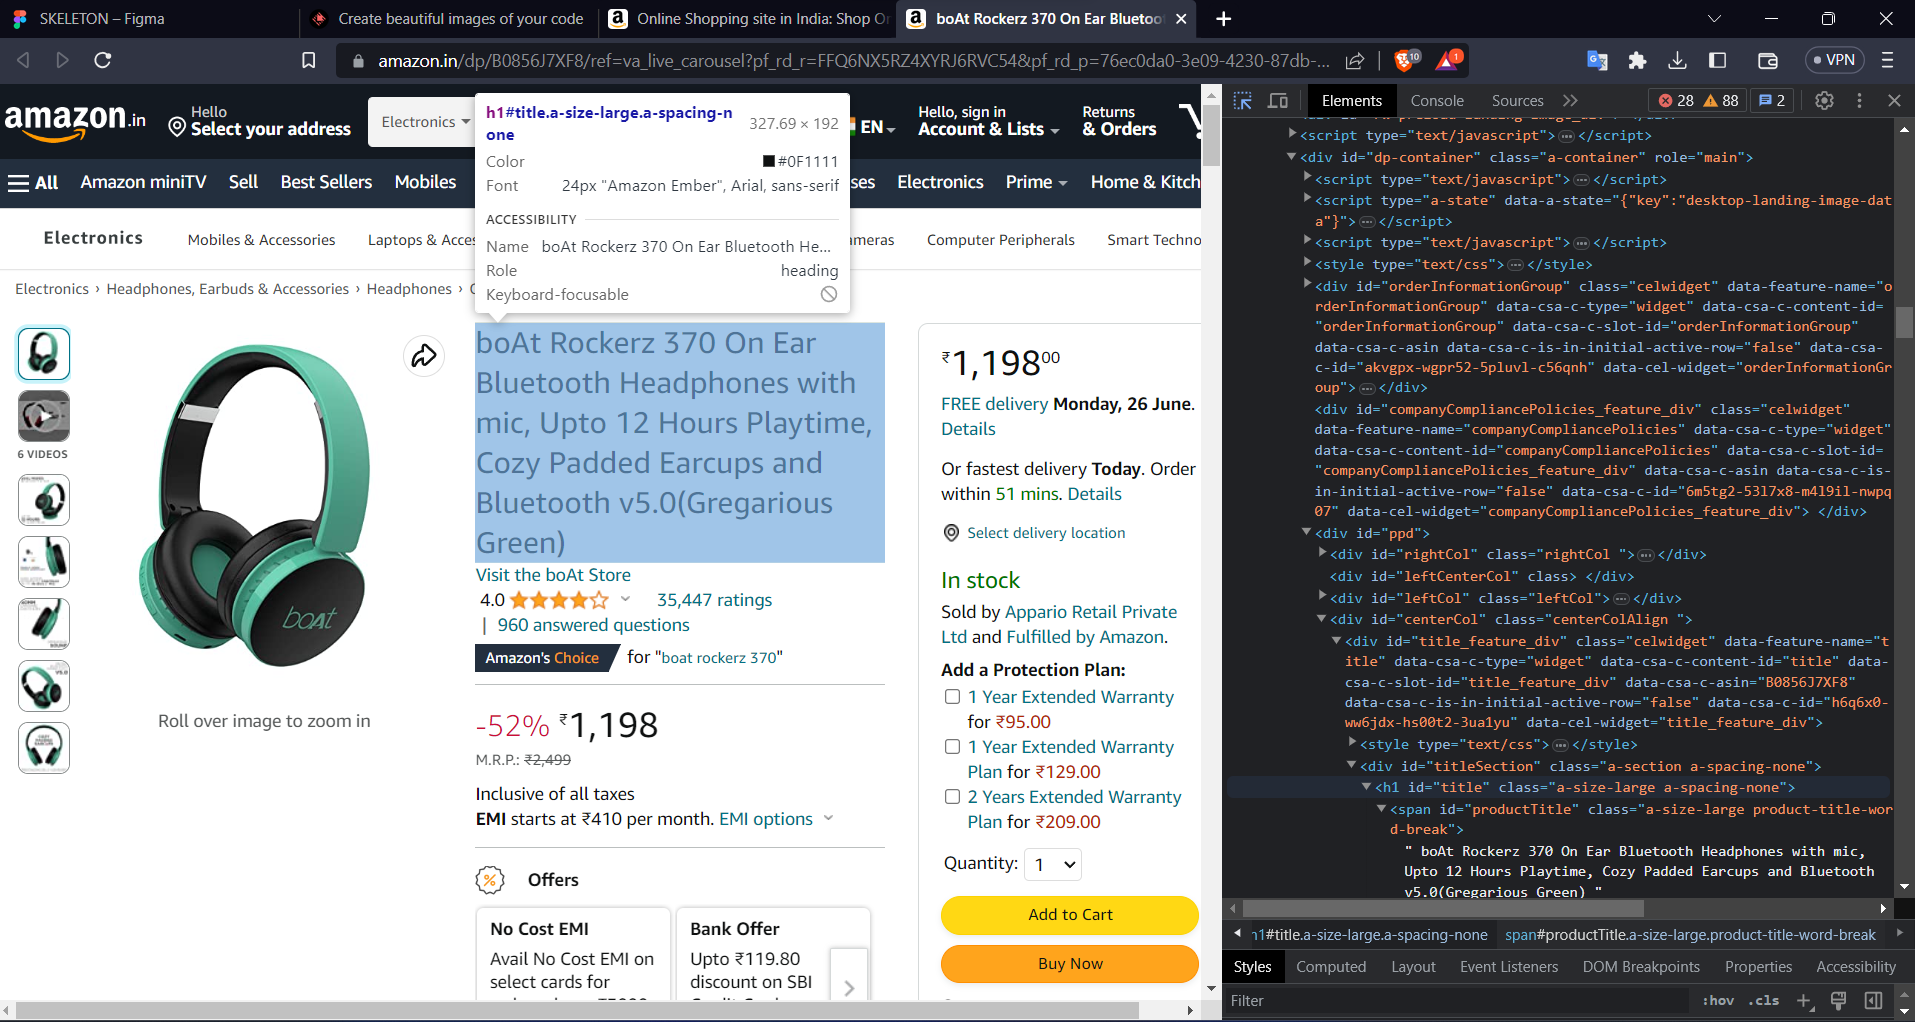 SKELETON – Figma
Create beautiful images of your code
Online Shopping site in India: Shop On
boAt Rockerz 370 On Ear Bluetoo
amazon.in/dp/B0856J7XF8/ref=va_live_carousel?pf_rd_r=FFQ6NX5RZ4XYRJ6RVC54&pf_rd_p=76ec0da0-3e09-4230-87db-...
10
1
VPN
amazon.in
Hello
Select your address
Electronics
EN
Hello, sign in
Account & Lists
Returns
& Orders
All
Amazon miniTV
Sell
Best Sellers
Mobiles
ses
Electronics
Prime
Home & Kitch
Electronics
Mobiles & Accessories
Laptops & Acces
meras
Computer Peripherals
Smart Techno
Electronics › Headphones, Earbuds & Accessories › Headphones ›
h1#title.a-size-large.a-spacing-n
one
327.69 × 192
Color
#0F1111
Font
24px "Amazon Ember", Arial, sans-serif
ACCESSIBILITY
Name
boAt Rockerz 370 On Ear Bluetooth He...
Role
heading
Keyboard-focusable
6 VIDEOS
boAt
Roll over image to zoom in
boAt Rockerz 370 On Ear
Bluetooth Headphones with
mic, Upto 12 Hours Playtime,
Cozy Padded Earcups and
Bluetooth v5.0(Gregarious
Green)
Visit the boAt Store
4.0
35,447 ratings
| 960 answered questions
Amazon's Choice
for "boat rockerz 370"
-52% ₹1,198
M.R.P.: ₹2,499
Inclusive of all taxes
EMI starts at ₹410 per month. EMI options
Offers
No Cost EMI
Avail No Cost EMI on
select cards for
Bank Offer
Upto ₹119.80
discount on SBI
₹1,19800
FREE delivery Monday, 26 June.
Details
Or fastest delivery Today. Order
within 51 mins. Details
Select delivery location
In stock
Sold by Appario Retail Private
Ltd and Fulfilled by Amazon.
Add a Protection Plan:
1 Year Extended Warranty
for ₹95.00
1 Year Extended Warranty
Plan for ₹129.00
2 Years Extended Warranty
Plan for ₹209.00
Quantity: 1
Add to Cart
Buy Now
Elements
Console
Sources
28
88
2
<script type="text/javascript">…</script>
<div id="dp-container" class="a-container" role="main">
<script type="text/javascript">…</script>
<script type="a-state" data-a-state="{"key":"desktop-landing-image-dat
a"}">…</script>
<script type="text/javascript">…</script>
<style type="text/css">…</style>
<div id="orderInformationGroup" class="celwidget" data-feature-name="o
rderInformationGroup" data-csa-c-type="widget" data-csa-c-content-id=
"orderInformationGroup" data-csa-c-slot-id="orderInformationGroup"
data-csa-c-asin data-csa-c-is-in-initial-active-row="false" data-csa-
c-id="akvgpx-wgpr52-5pluvl-c56qnh" data-cel-widget="orderInformationGr
oup">…</div>
<div id="companyCompliancePolicies_feature_div" class="celwidget"
data-feature-name="companyCompliancePolicies" data-csa-c-type="widget"
data-csa-c-content-id="companyCompliancePolicies" data-csa-c-slot-id=
"companyCompliancePolicies_feature_div" data-csa-c-asin data-csa-c-is-
in-initial-active-row="false" data-csa-c-id="6m5tg2-53l7x8-m4l9il-nwpq
07" data-cel-widget="companyCompliancePolicies_feature_div"> </div>
<div id="ppd">
<div id="rightCol" class="rightCol ">…</div>
<div id="leftCenterCol" class> </div>
<div id="leftCol" class="leftCol">…</div>
<div id="centerCol" class="centerColAlign ">
<div id="title_feature_div" class="celwidget" data-feature-name="t
itle" data-csa-c-type="widget" data-csa-c-content-id="title" data-
csa-c-slot-id="title_feature_div" data-csa-c-asin="B0856J7XF8"
data-csa-c-is-in-initial-active-row="false" data-csa-c-id="h6q6x0-
ww6jdx-hs00t2-3ua1yu" data-cel-widget="title_feature_div">
<style type="text/css">…</style>
<div id="titleSection" class="a-section a-spacing-none">
<h1 id="title" class="a-size-large a-spacing-none">
<span id="productTitle" class="a-size-large product-title-wor
d-break">
" boAt Rockerz 370 On Ear Bluetooth Headphones with mic,
Upto 12 Hours Playtime, Cozy Padded Earcups and Bluetooth
v5.0(Gregarious Green) "
h1#title.a-size-large.a-spacing-none
span#productTitle.a-size-large.product-title-word-break
Styles
Computed
Layout
Event Listeners
DOM Breakpoints
Properties
Accessibility
Filter
:hov
.cls